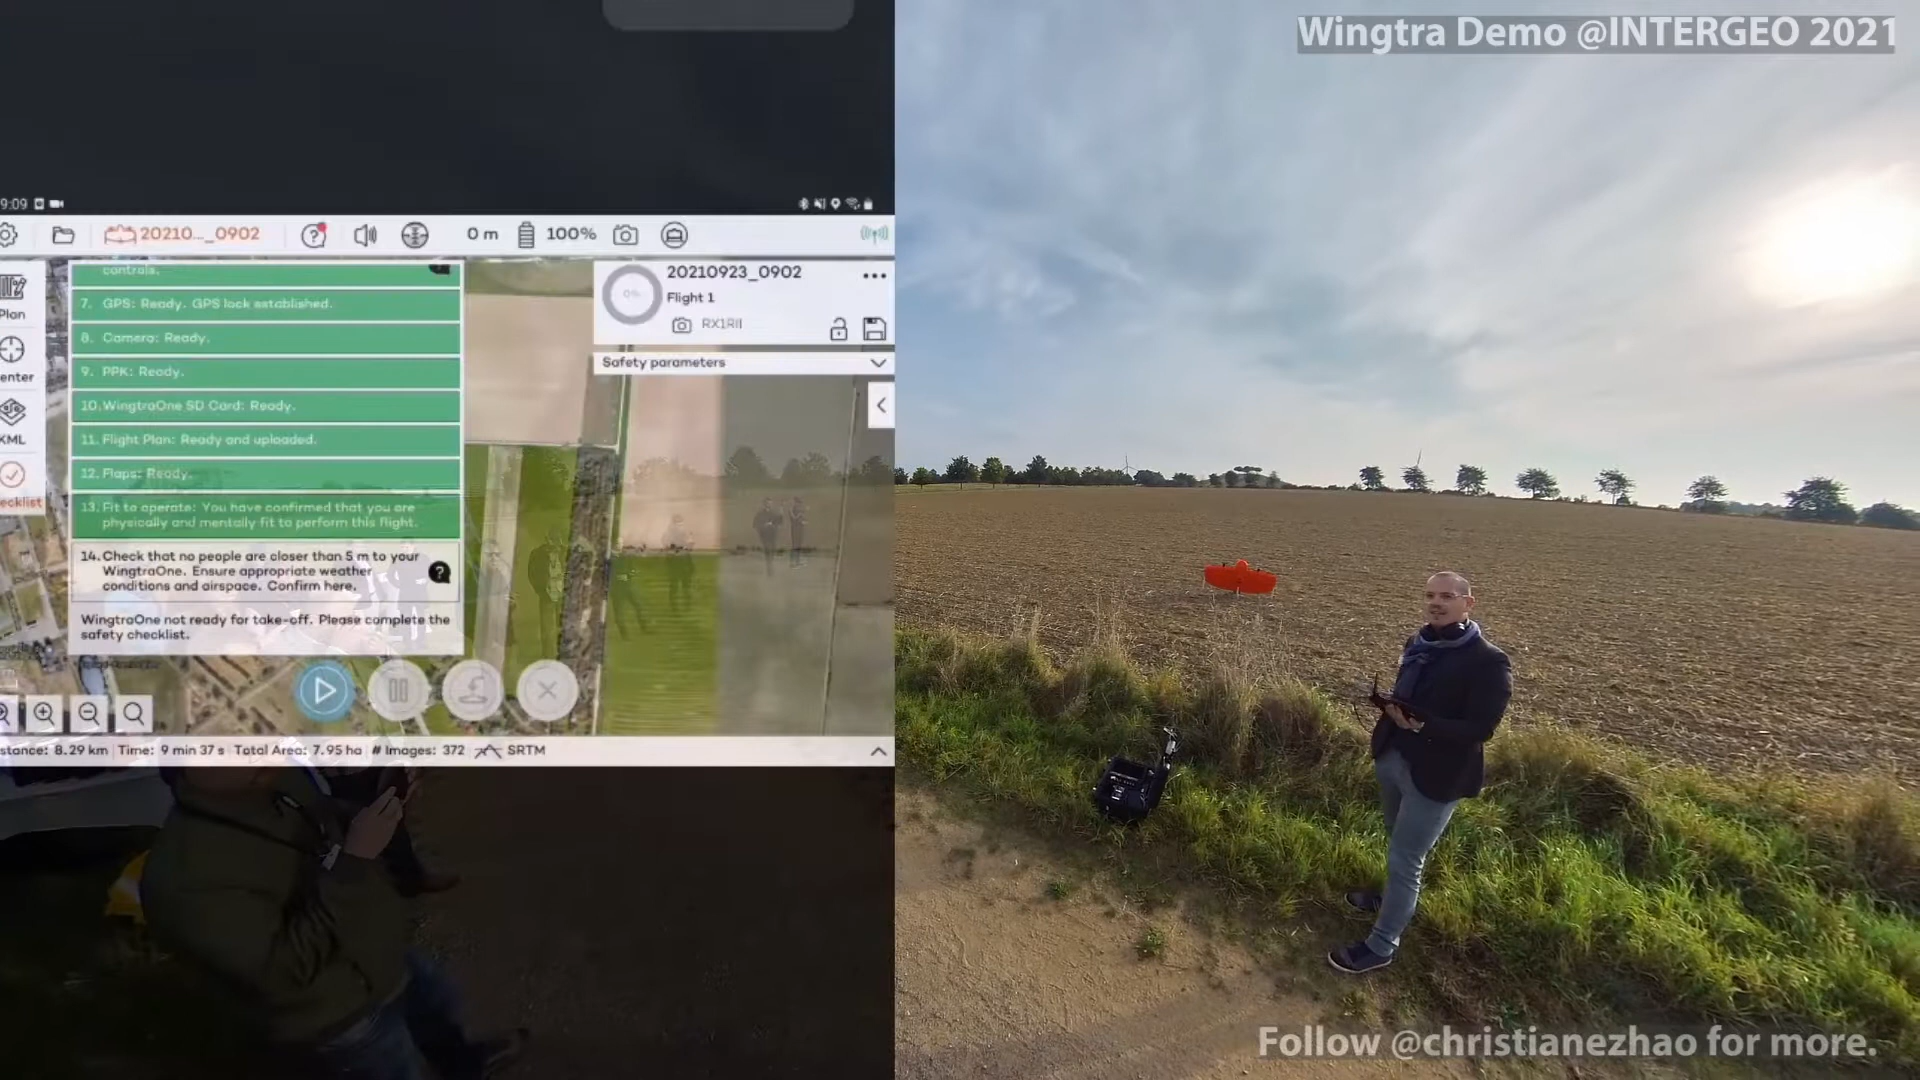 Wingtra Demo @INTERGEO 2021
9:09
20210..._0902
0 m
100%
controls.
7. GPS: Ready. GPS lock established.
8. Camera: Ready.
9. PPK: Ready.
10. WingtraOne SD Card: Ready.
11. Flight Plan: Ready and uploaded.
12. Flaps: Ready.
13. Fit to operate: You have confirmed that you are
physically and mentally fit to perform this flight.
14. Check that no people are closer than 5 m to your
WingtraOne. Ensure appropriate weather
conditions and airspace. Confirm here.
WingtraOne not ready for take-off. Please complete the
safety checklist.
Plan
enter
KML
ecklist
0%
20210923_0902
Flight 1
RX1RII
Safety parameters
stance: 8.29 km Time: 9 min 37 s Total Area: 7.95 ha # Images: 372 SRTM
Follow @christianezhao for more.